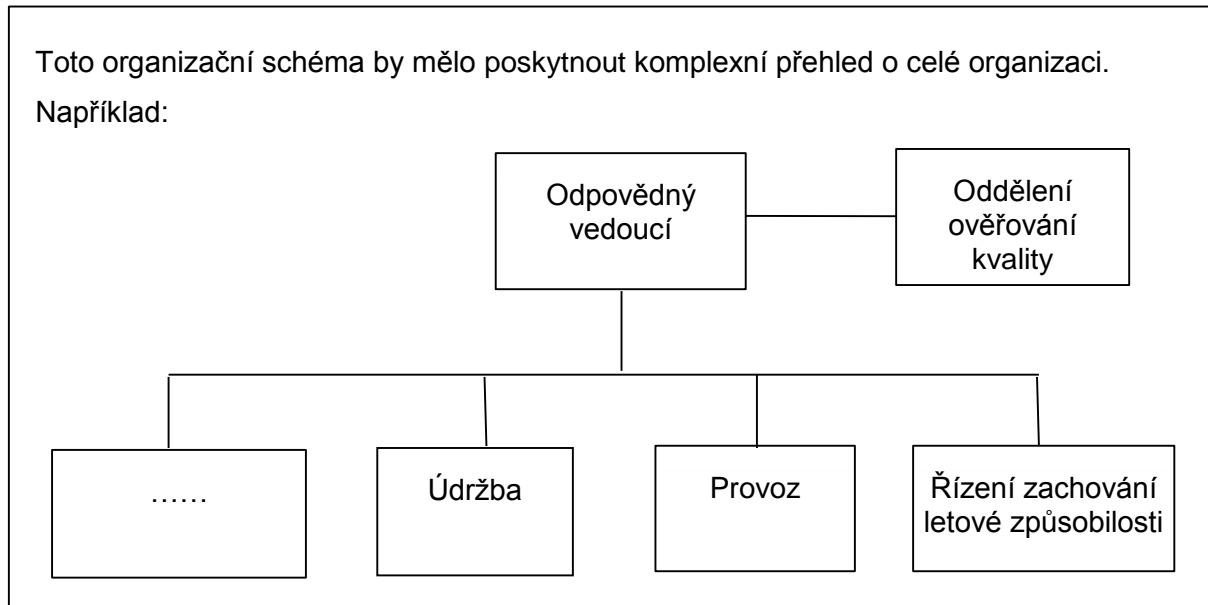 Toto organizační schéma by mělo poskytnout komplexní přehled o celé organizaci.
Například:
Odpovědný
vedoucí
Oddělení
ověřování
kvality
……
Údržba
Provoz
Řízení zachování
letové způsobilosti